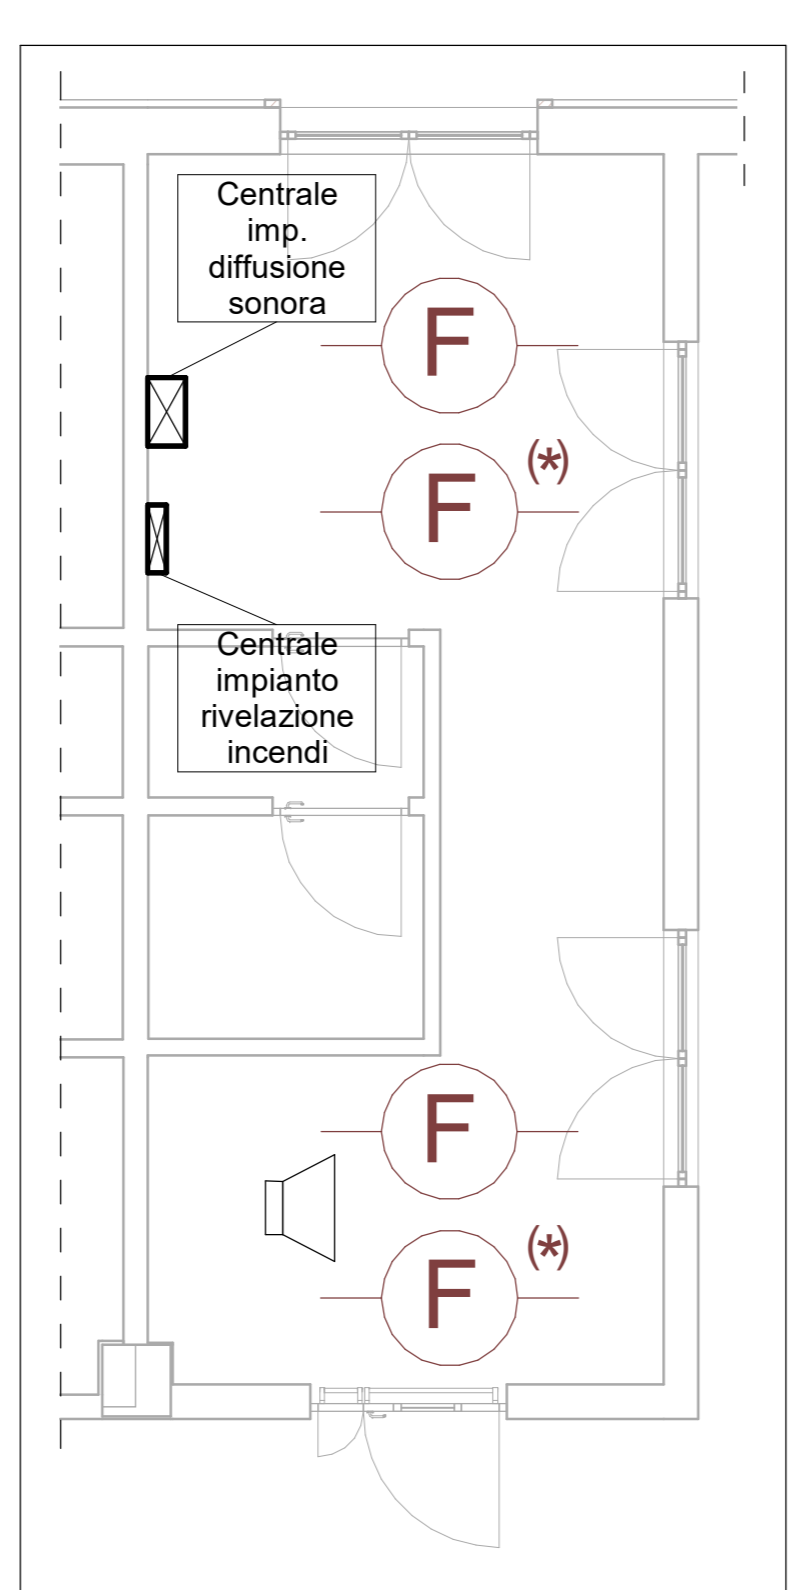 Centrale
imp.
diffusione
sonora
F
F (*)
Centrale
impianto
rivelazione
incendi
F
F (*)